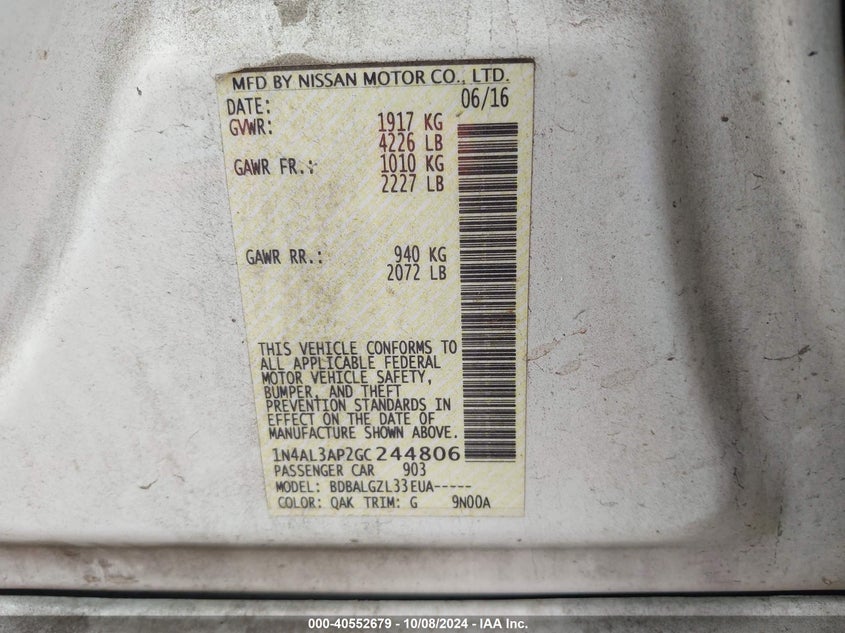 MFD BY NISSAN MOTOR CO., LTD.
DATE: 06/16
GVWR: 1917 KG
4226 LB
GAWR FR.: 1010 KG
2227 LB
GAWR RR.: 940 KG
2072 LB
THIS VEHICLE CONFORMS TO
ALL APPLICABLE FEDERAL
MOTOR VEHICLE SAFETY,
BUMPER, AND THEFT
PREVENTION STANDARDS IN
EFFECT ON THE DATE OF
MANUFACTURE SHOWN ABOVE.
1N4AL3AP2GC244806
PASSENGER CAR 903
MODEL: BDBALGZL33EUA-----
COLOR: QAK TRIM: G 9N00A
000-40552679 - 10/08/2024 - IAA Inc.